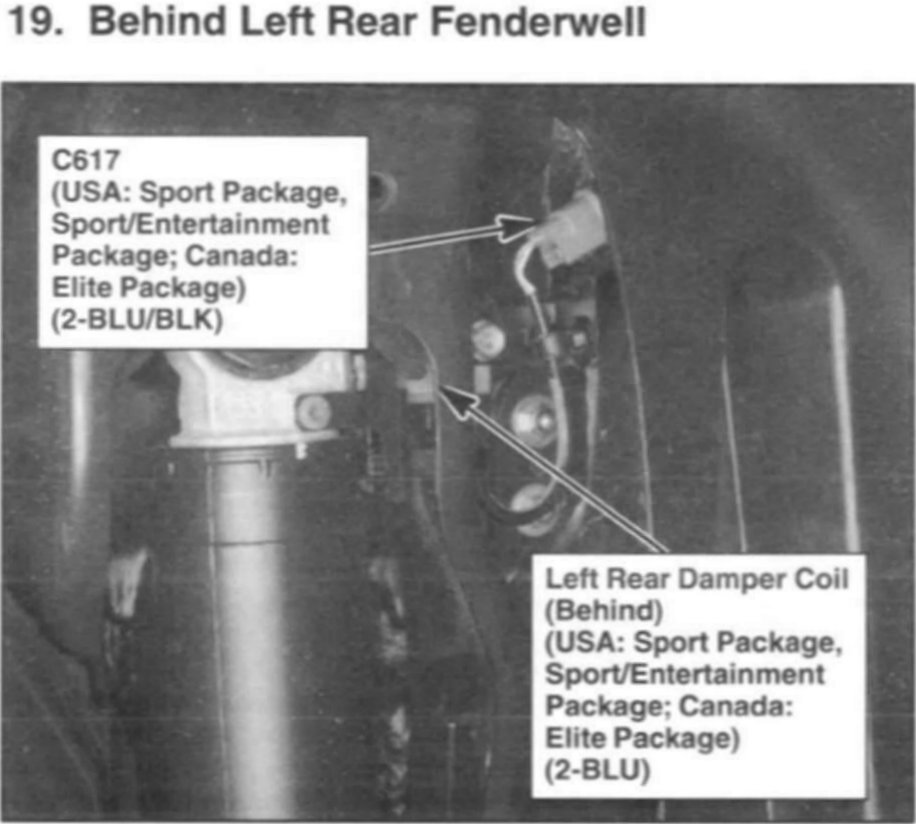 19. Behind Left Rear Fenderwell
C617
(USA: Sport Package,
Sport/Entertainment
Package; Canada:
Elite Package)
(2-BLU/BLK)
Left Rear Damper Coil
(Behind)
(USA: Sport Package,
Sport/Entertainment
Package; Canada:
Elite Package)
(2-BLU)